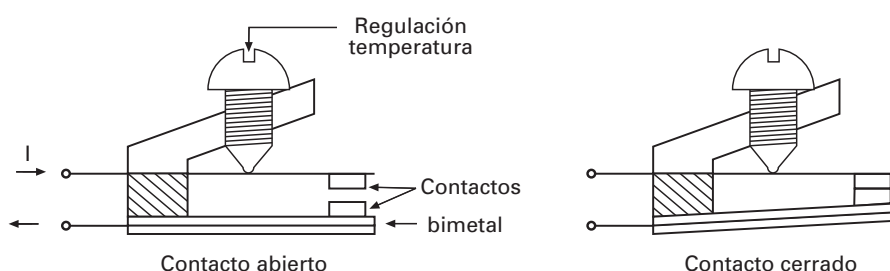 Regulación
temperatura
I
Contactos
bimetal
Contacto abierto
Contacto cerrado